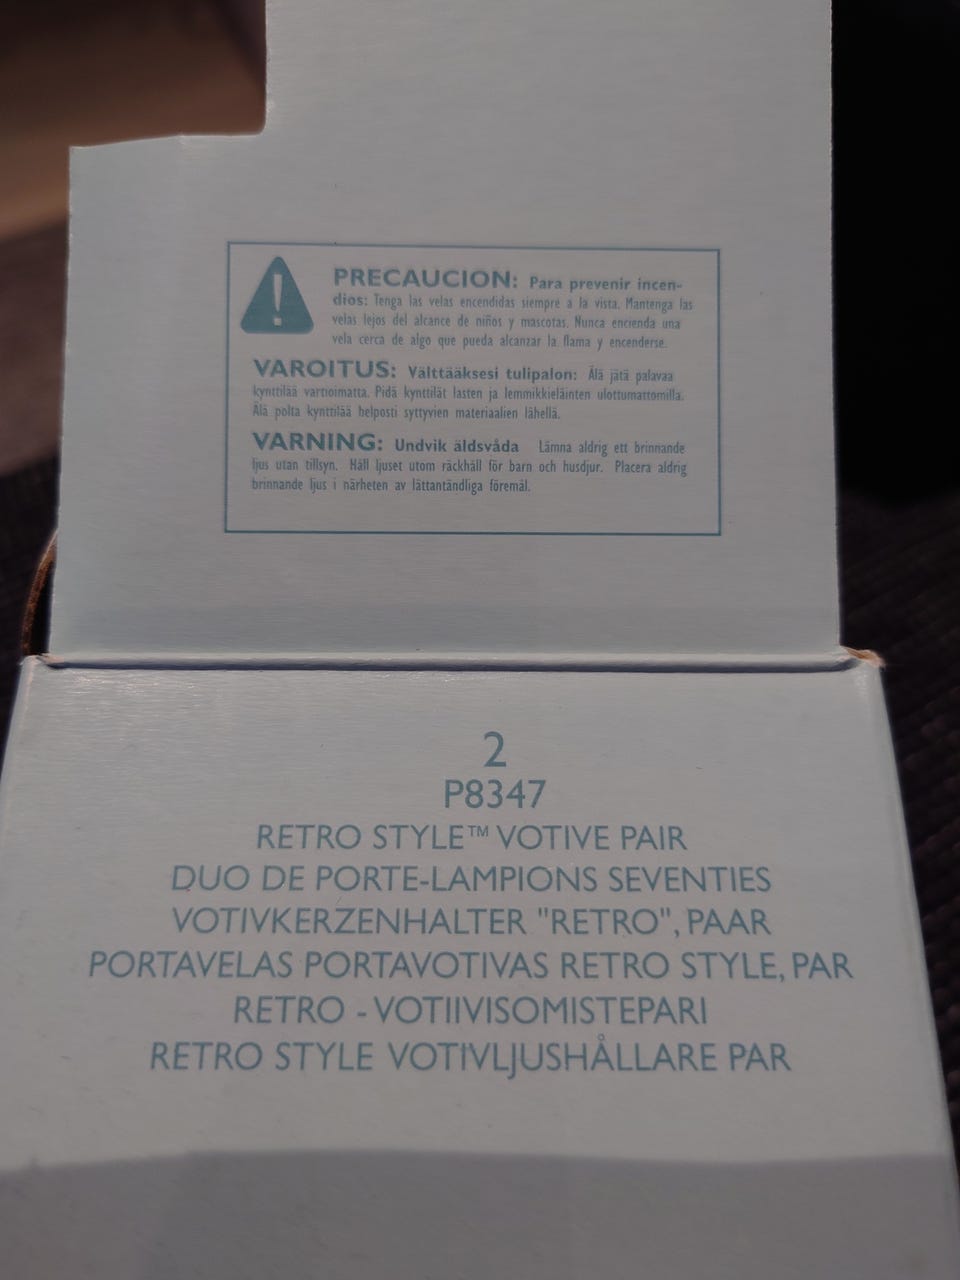 PRECAUCION: Para prevenir incen-
dios: Tenga las velas encendidas siempre a la vista. Mantenga las
velas lejos del alcance de niños y mascotas. Nunca encienda una
vela cerca de algo que pueda alcanzar la flama y encenderse.
VAROITUS: Välttääksesi tulipalon: Älä jätä palavaa
kynttilää vartioimatta. Pidä kynttilät lasten ja lemmikkieläinten ulottumattomilla.
Älä polta kynttilää helposti syttyvien materiaalien lähellä.
VARNING: Undvik äldsvåda Lämna aldrig ett brinnande
ljus utan tillsyn. Håll ljuset utom räckhåll för barn och husdjur. Placera aldrig
brinnande ljus i närheten av lättantändliga föremål.
2
P8347
RETRO STYLE™ VOTIVE PAIR
DUO DE PORTE-LAMPIONS SEVENTIES
VOTIVKERZENHALTER "RETRO", PAAR
PORTAVELAS PORTAVOTIVAS RETRO STYLE, PAR
RETRO - VOTIIVISOMISTEPARI
RETRO STYLE VOTIVLJUSHÅLLARE PAR